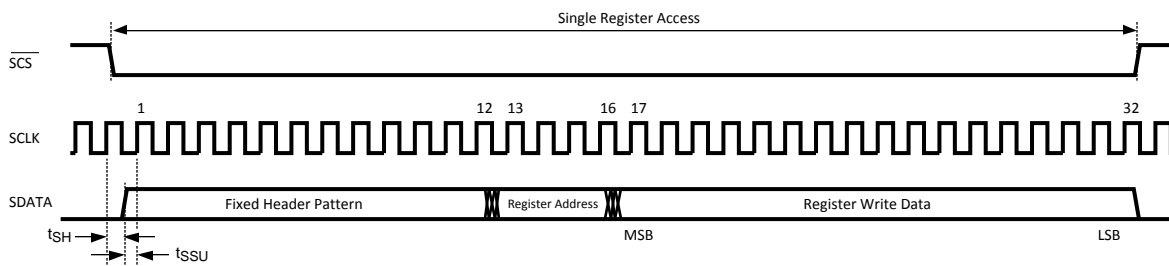 Single Register Access
SCS
1 12 13 16 17 32
SCLK
SDATA Fixed Header Pattern Register Address Register Write Data
tSH MSB LSB
tSSU